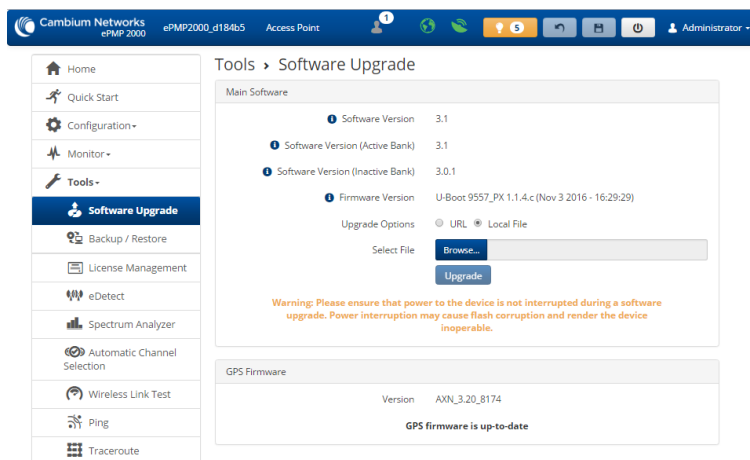 Cambium Networks
ePMP 2000
ePMP2000_d184b5
Access Point
1
5
Administrator
Home
Quick Start
Configuration
Monitor
Tools
Software Upgrade
Backup / Restore
License Management
eDetect
Spectrum Analyzer
Automatic Channel
Selection
Wireless Link Test
Ping
Traceroute
Tools › Software Upgrade
Main Software
Software Version 3.1
Software Version (Active Bank) 3.1
Software Version (Inactive Bank) 3.0.1
Firmware Version U-Boot 9557_PX 1.1.4.c (Nov 3 2016 - 16:29:29)
Upgrade Options URL Local File
Select File Browse...
Upgrade
Warning: Please ensure that power to the device is not interrupted during a software
upgrade. Power interruption may cause flash corruption and render the device
inoperable.
GPS Firmware
Version AXN_3.20_8174
GPS firmware is up-to-date